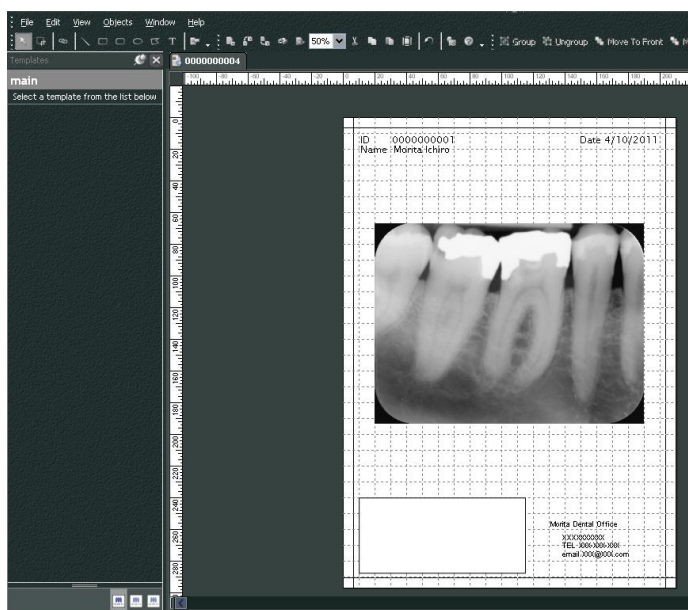 File Edit View Objects Window Help
50% Group Ungroup Move To Front
Templates
0000000004
main
Select a template from the list below
ID 0000000001 Date 4/10/2011
Name Morita Ichiro
Morita Dental Office
XXXXXXXXXX
TEL-XXX-XXX-XXX
email-XXX@XXX.com